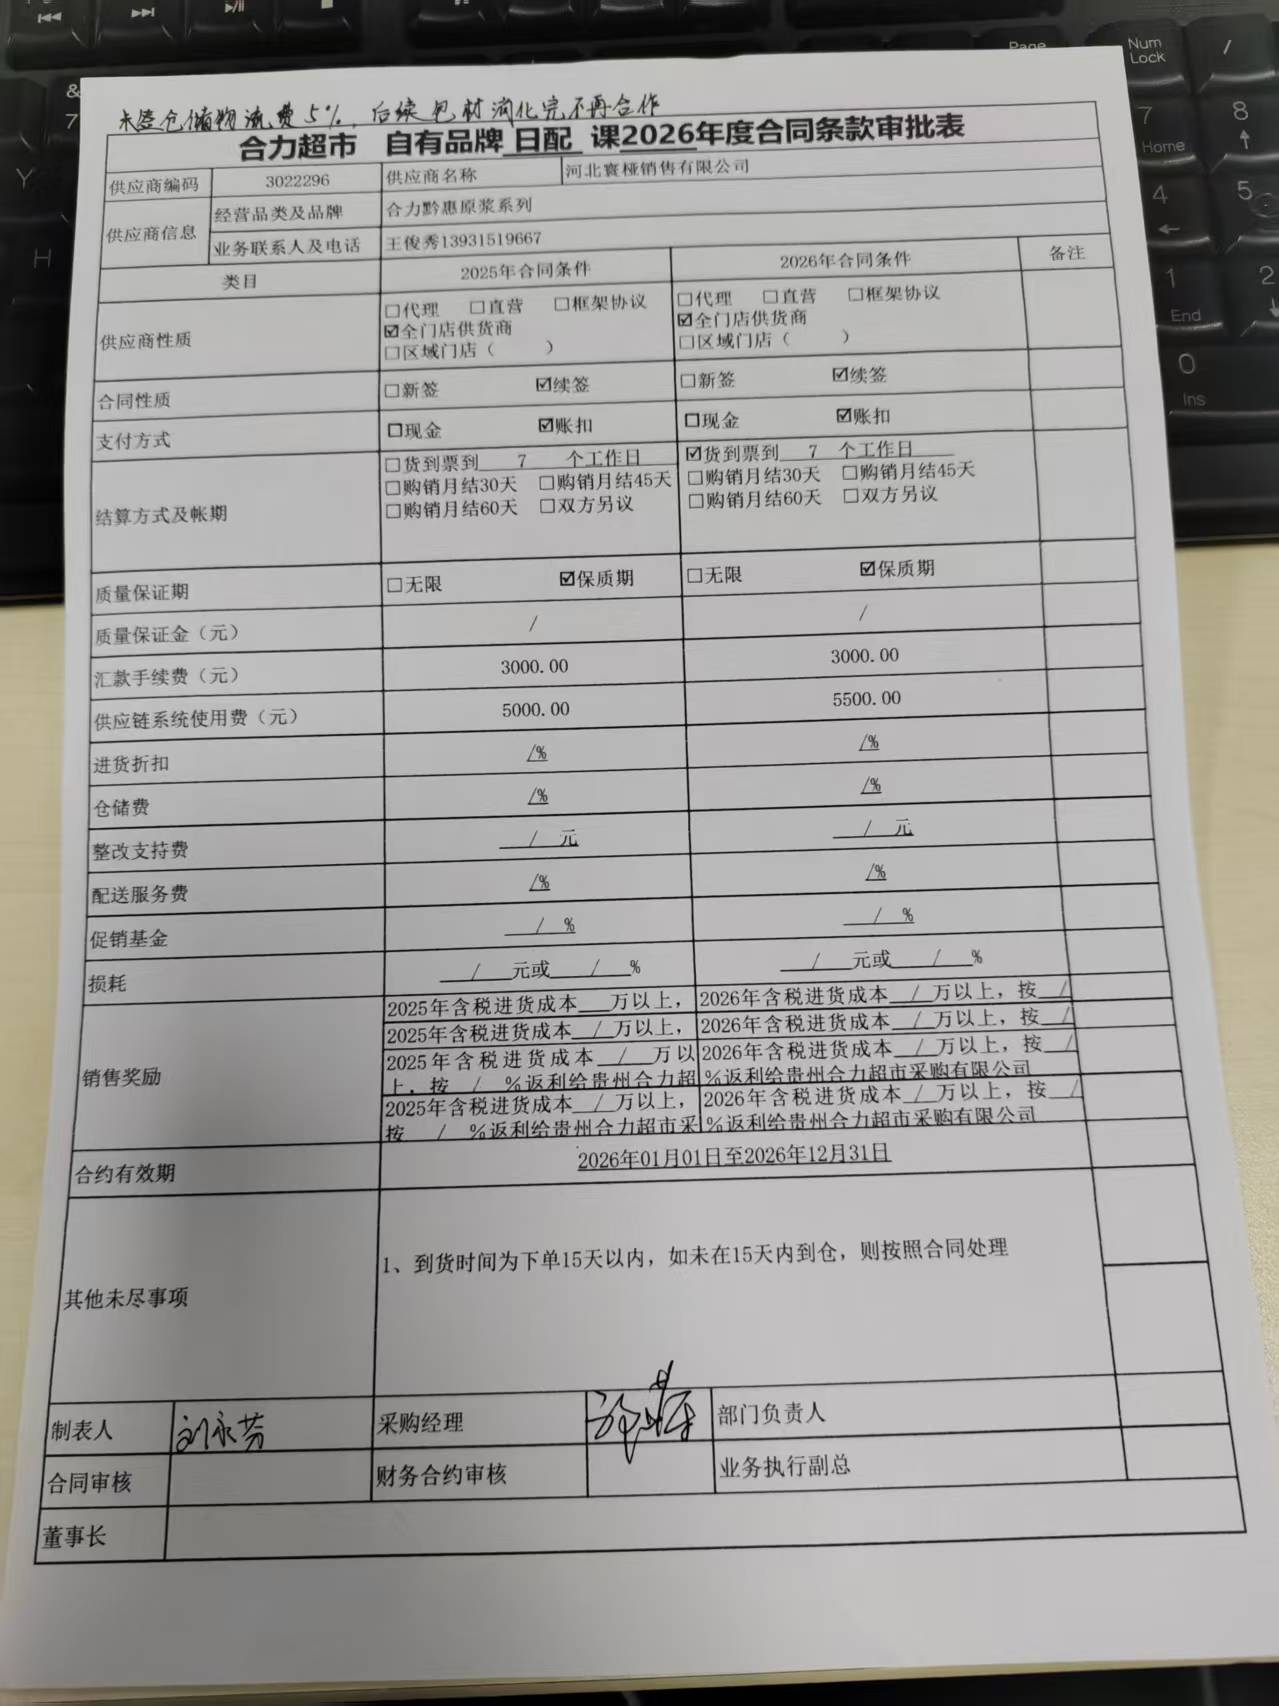 未签仓储物流费5%,后续包材消化完不再合作
合力超市 自有品牌 日配 课2026年度合同条款审批表
供应商编码 3022296 供应商名称 河北寰桠销售有限公司
供应商信息 经营品类及品牌 合力黔惠原浆系列
业务联系人及电话 王俊秀13931519667
类目 2025年合同条件 2026年合同条件 备注
供应商性质 □代理 □直营 □框架协议 □代理 □直营 □框架协议
☑全门店供货商 ☑全门店供货商
□区域门店( ) □区域门店( )
合同性质 □新签 ☑续签 □新签 ☑续签
支付方式 □现金 ☑账扣 □现金 ☑账扣
结算方式及帐期 □货到票到 7 个工作日 ☑货到票到 7 个工作日
□购销月结30天 □购销月结45天 □购销月结30天 □购销月结45天
□购销月结60天 □双方另议 □购销月结60天 □双方另议
质量保证期 □无限 ☑保质期 □无限 ☑保质期
质量保证金(元) / /
汇款手续费(元) 3000.00 3000.00
供应链系统使用费(元) 5000.00 5500.00
进货折扣 /% /%
仓储费 /% /%
整改支持费 / 元 / 元
配送服务费 /% /%
促销基金 / % / %
损耗 / 元或 / % / 元或 / %
销售奖励 2025年含税进货成本___万以上, 2026年含税进货成本 / 万以上,按 /
2025年含税进货成本 / 万以上, 2026年含税进货成本 / 万以上,按 /
2025年含税进货成本 / 万以 2026年含税进货成本 / 万以上,按 /
上,按 / %返利给贵州合力超 %返利给贵州合力超市采购有限公司
2025年含税进货成本 / 万以上, 2026年含税进货成本 / 万以上,按 /
按 / %返利给贵州合力超市采 %返利给贵州合力超市采购有限公司
合约有效期 2026年01月01日至2026年12月31日
其他未尽事项 1、到货时间为下单15天以内,如未在15天内到仓,则按照合同处理
制表人 刘永芳 采购经理 部门负责人
合同审核 财务合约审核 业务执行副总
董事长
&
7
Y
H
Page
Num
Lock
/
7
Home
8
4
5
1
End
2
0
Ins